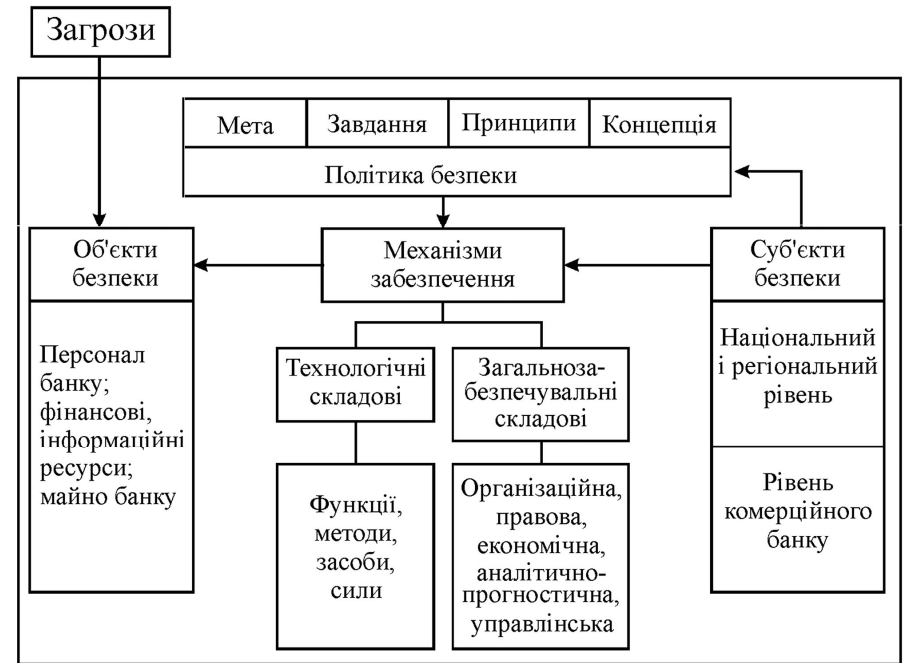 Загрози
Мета
Завдання
Принципи
Концепція
Політика безпеки
Об'єкти
безпеки
Механізми
забезпечення
Суб'єкти
безпеки
Персонал
банку;
фінансові,
інформаційні
ресурси;
майно банку
Технологічні
складові
Загальноза-
безпечувальні
складові
Національний
і регіональний
рівень
Функції,
методи,
засоби,
сили
Організаційна,
правова,
економічна,
аналітично-
прогностична,
управлінська
Рівень
комерційного
банку